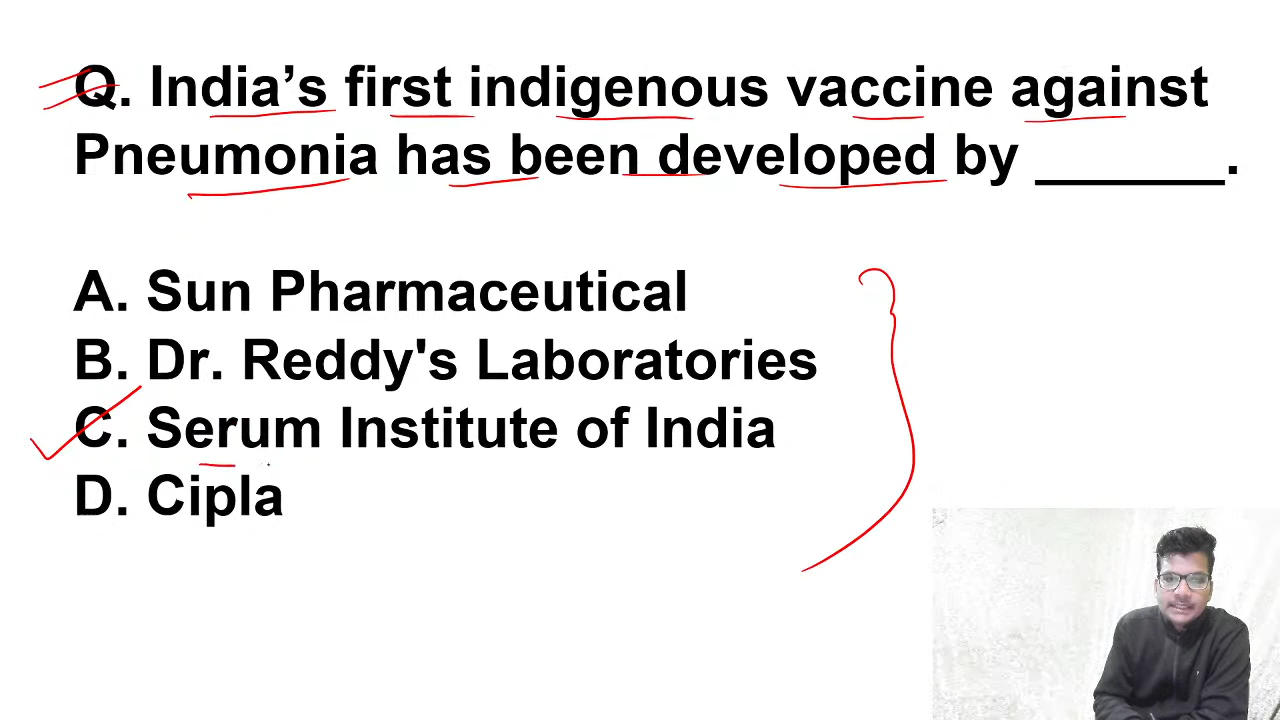 Q. India’s first indigenous vaccine against
Pneumonia has been developed by ______.
A. Sun Pharmaceutical
B. Dr. Reddy's Laboratories
C. Serum Institute of India
D. Cipla